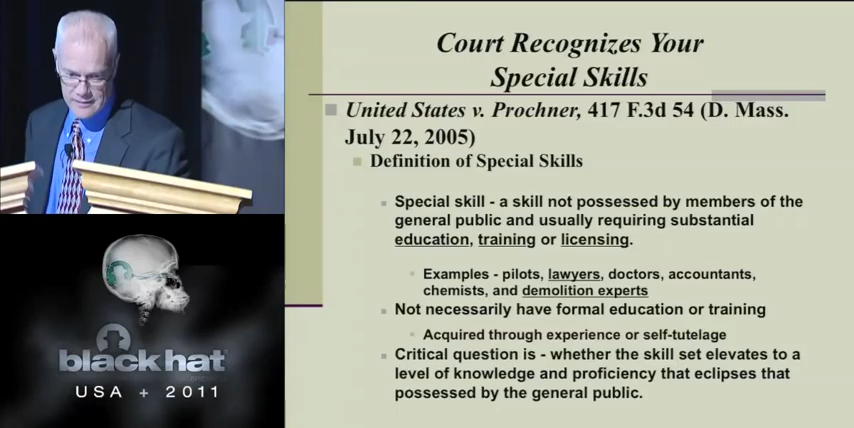 Court Recognizes Your
Special Skills
United States v. Prochner, 417 F.3d 54 (D. Mass.
July 22, 2005)
Definition of Special Skills
Special skill - a skill not possessed by members of the
general public and usually requiring substantial
education, training or licensing.
Examples - pilots, lawyers, doctors, accountants,
chemists, and demolition experts
Not necessarily have formal education or training
Acquired through experience or self-tutelage
Critical question is - whether the skill set elevates to a
level of knowledge and proficiency that eclipses that
possessed by the general public.
black hat
USA + 2011